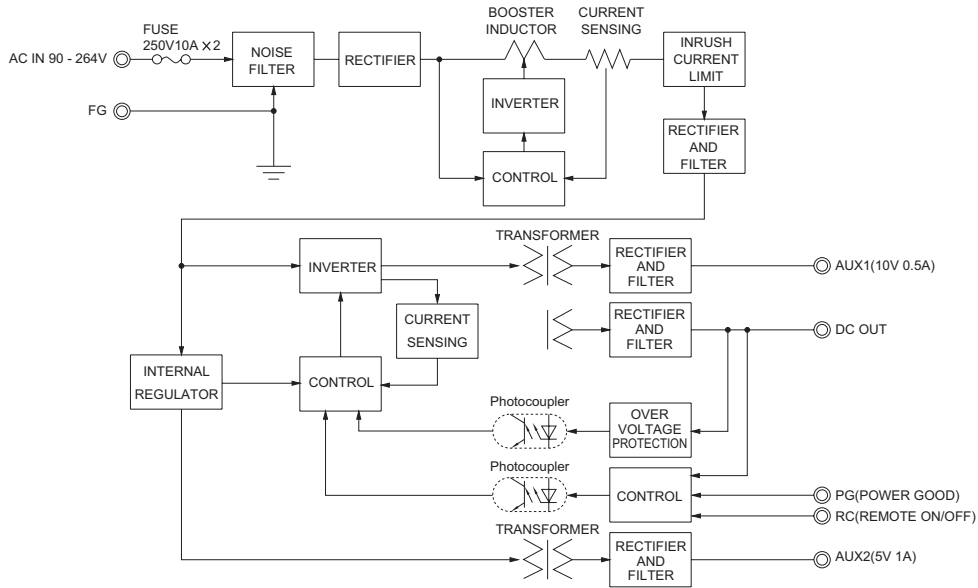 BOOSTER
INDUCTOR
CURRENT
SENSING
FUSE
250V10A ×2
AC IN 90 - 264V
NOISE
FILTER
RECTIFIER
INRUSH
CURRENT
LIMIT
INVERTER
FG
RECTIFIER
AND
FILTER
CONTROL
TRANSFORMER
INVERTER
RECTIFIER
AND
FILTER
AUX1(10V 0.5A)
CURRENT
SENSING
RECTIFIER
AND
FILTER
DC OUT
INTERNAL
REGULATOR
CONTROL
Photocoupler
OVER
VOLTAGE
PROTECTION
Photocoupler
CONTROL
PG(POWER GOOD)
RC(REMOTE ON/OFF)
TRANSFORMER
RECTIFIER
AND
FILTER
AUX2(5V 1A)